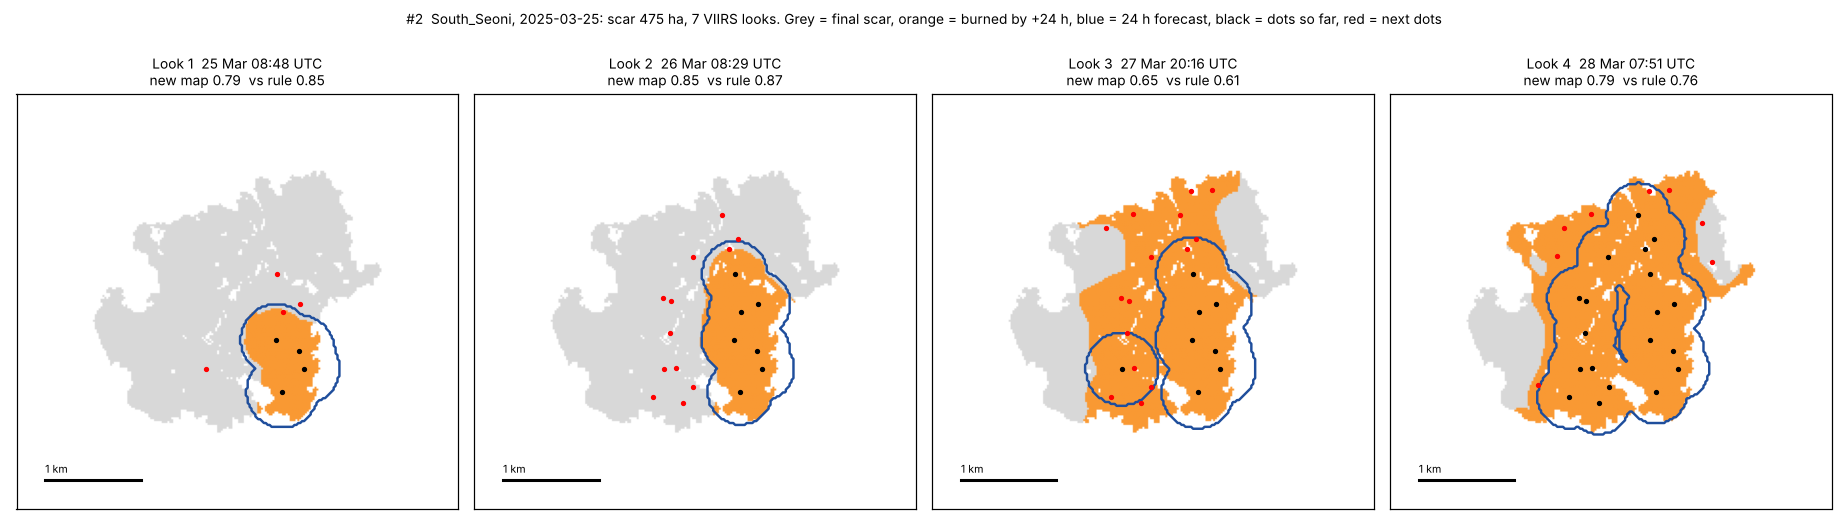 #2  South_Seoni, 2025-03-25: scar 475 ha, 7 VIIRS looks. Grey = final scar, orange = burned by +24 h, blue = 24 h forecast, black = dots so far, red = next dots
Look 1  25 Mar 08:48 UTC
new map 0.79  vs rule 0.85
1 km
Look 2  26 Mar 08:29 UTC
new map 0.85  vs rule 0.87
1 km
Look 3  27 Mar 20:16 UTC
new map 0.65  vs rule 0.61
1 km
Look 4  28 Mar 07:51 UTC
new map 0.79  vs rule 0.76
1 km